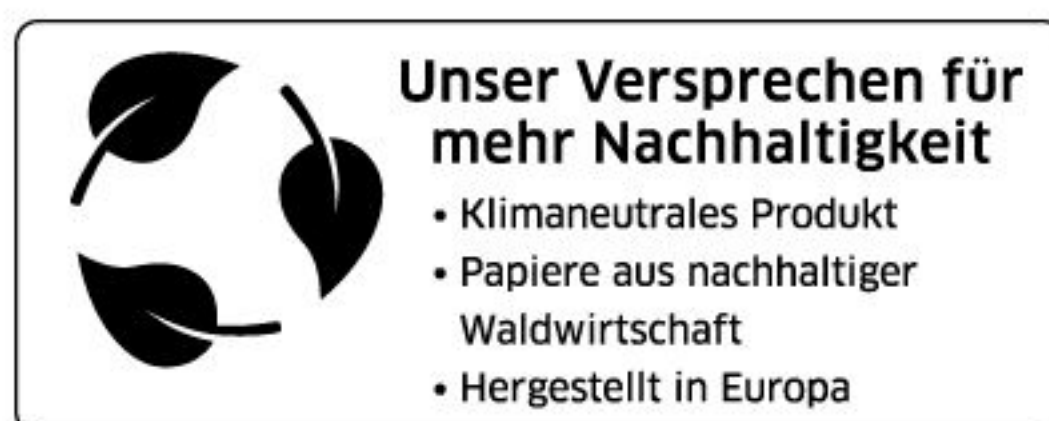 Unser Versprechen für
mehr Nachhaltigkeit
• Klimaneutrales Produkt
• Papiere aus nachhaltiger
Waldwirtschaft
• Hergestellt in Europa